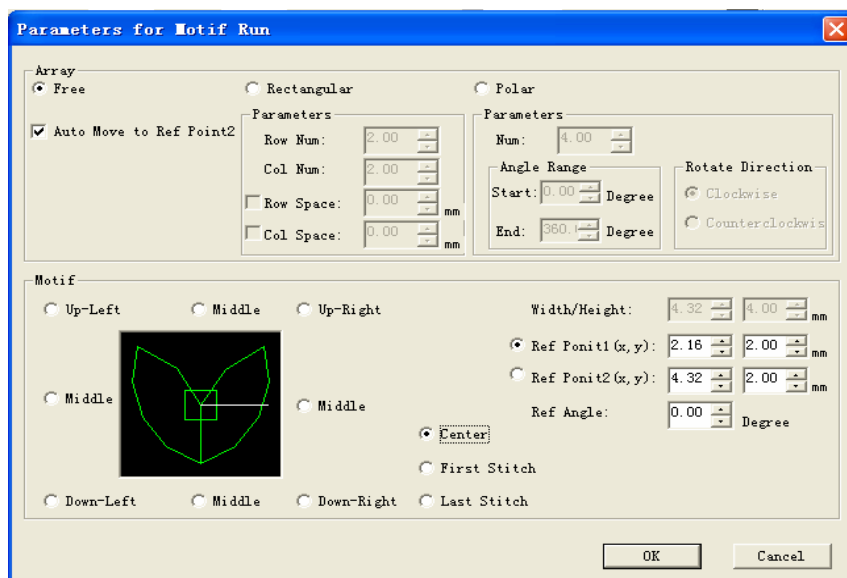 Parameters for Motif Run
Array
Free Rectangular Polar
Auto Move to Ref Point2
Parameters
Row Num: 2.00
Col Num: 2.00
Row Space: 0.00 mm
Col Space: 0.00 mm
Parameters
Num: 4.00
Angle Range
Start: 0.00 Degree
End: 360. Degree
Rotate Direction
Clockwise
Counterclockwis
Motif
Up-Left Middle Up-Right
Middle
Middle
Down-Left Middle Down-Right
Center
First Stitch
Last Stitch
Width/Height: 4.32 4.00 mm
Ref Ponit1(x,y): 2.16 2.00 mm
Ref Ponit2(x,y): 4.32 2.00 mm
Ref Angle: 0.00 Degree
OK Cancel